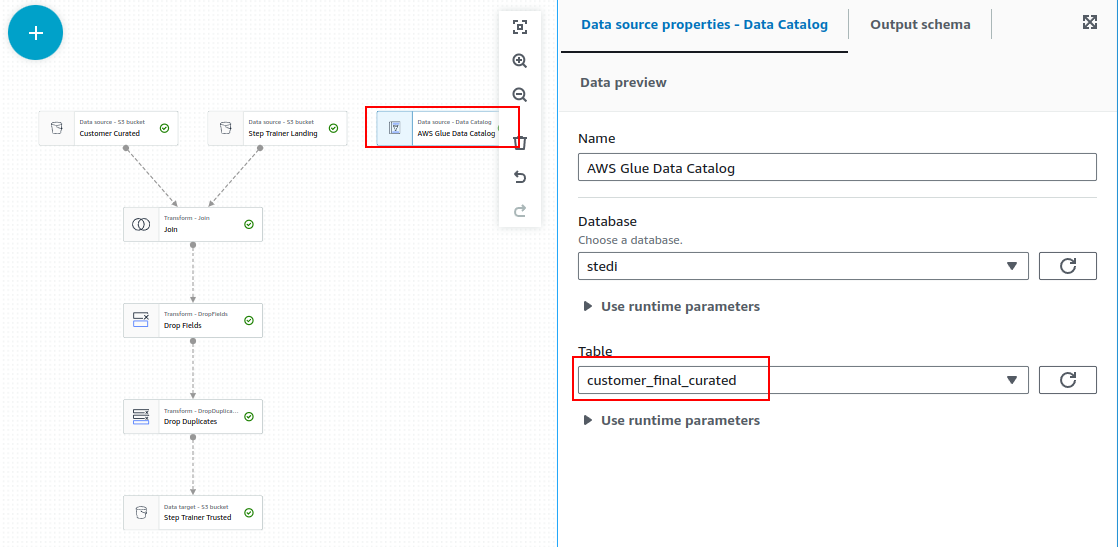 Data source - S3 bucket
Customer Curated
Data source - S3 bucket
Step Trainer Landing
Data source - Data Catalog
AWS Glue Data Catalog
Transform - Join
Join
Transform - DropFields
Drop Fields
Transform - DropDuplica...
Drop Duplicates
Data target - S3 bucket
Step Trainer Trusted
Data source properties - Data Catalog
Output schema
Data preview
Name
AWS Glue Data Catalog
Database
Choose a database.
stedi
Use runtime parameters
Table
customer_final_curated
Use runtime parameters